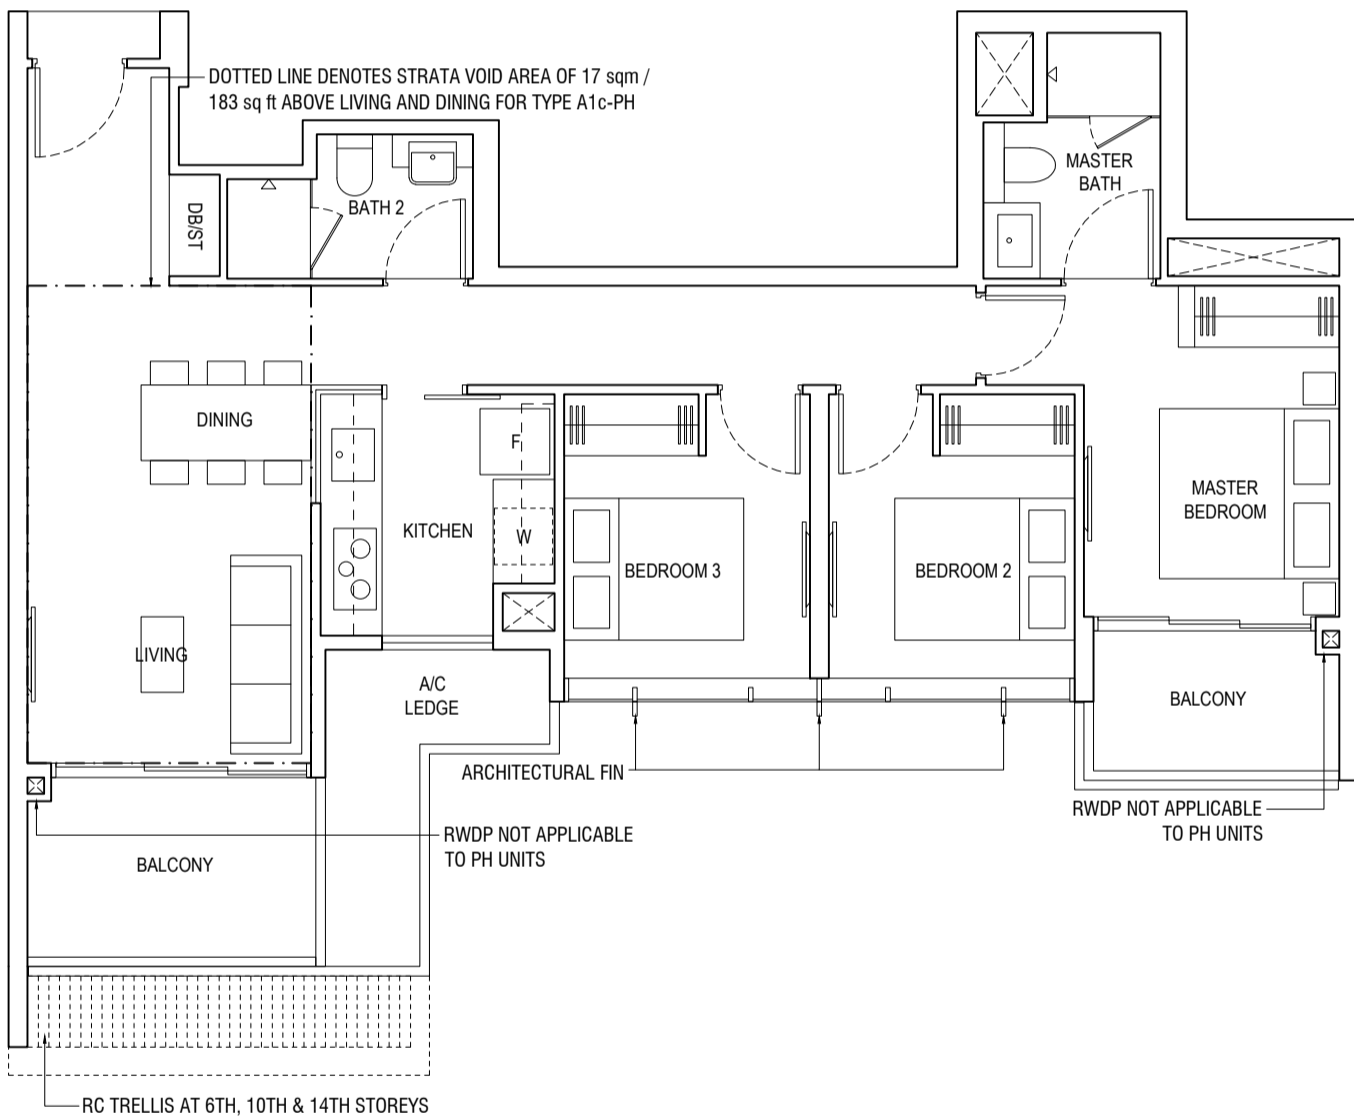 DOTTED LINE DENOTES STRATA VOID AREA OF 17 sqm /
183 sq ft ABOVE LIVING AND DINING FOR TYPE A1c-PH
MASTER
BATH
BATH 2
DB/ST
DINING
F
KITCHEN
W
MASTER
BEDROOM
BEDROOM 3
BEDROOM 2
LIVING
A/C
LEDGE
BALCONY
ARCHITECTURAL FIN
RWDP NOT APPLICABLE
TO PH UNITS
RWDP NOT APPLICABLE
TO PH UNITS
BALCONY
RC TRELLIS AT 6TH, 10TH & 14TH STOREYS